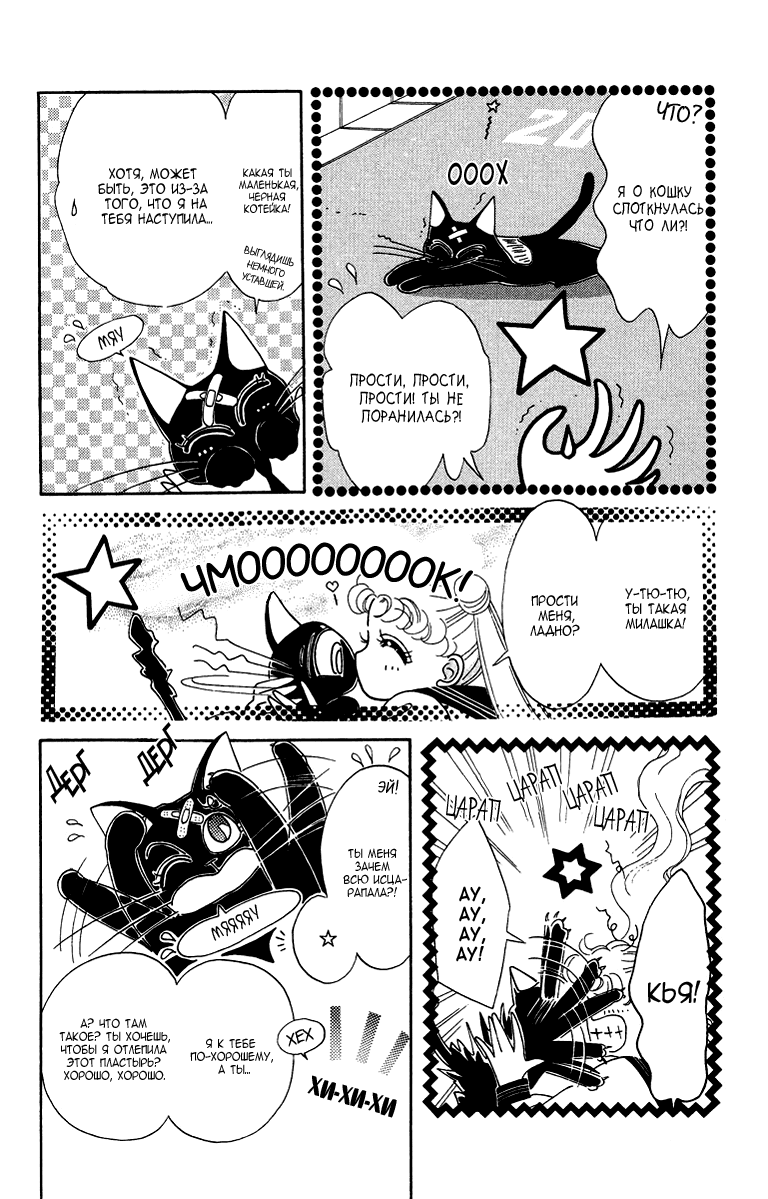 ЧТО?
Я О КОШКУ
СПОТКНУЛАСЬ
ЧТО ЛИ?!
ОООХ
20
ПРОСТИ, ПРОСТИ,
ПРОСТИ! ТЫ НЕ
ПОРАНИЛАСЬ?!
КАКАЯ ТЫ
МАЛЕНЬКАЯ,
ЧЕРНАЯ
КОТЕЙКА!
ВЫГЛЯДИШЬ
НЕМНОГО
УСТАВШЕЙ.
ХОТЯ, МОЖЕТ
БЫТЬ, ЭТО ИЗ-ЗА
ТОГО, ЧТО Я НА
ТЕБЯ НАСТУПИЛА...
МЯУ
У-ТЮ-ТЮ,
ТЫ ТАКАЯ
МИЛАШКА!
ПРОСТИ
МЕНЯ,
ЛАДНО?
ЧМООООООООООК!
ЦАРАП
ЦАРАП
ЦАРАП
ЦАРАП
КЬЯ!
АУ,
АУ,
АУ,
АУ!
ДЕРГ
ДЕРГ
ЭЙ!
ТЫ МЕНЯ
ЗАЧЕМ
ВСЮ ИСЦА-
РАПАЛА?!
МЯЯЯЯУ
Я К ТЕБЕ
ПО-ХОРОШЕМУ,
А ТЫ...
ХЕХ
А? ЧТО ТАМ
ТАКОЕ? ТЫ ХОЧЕШЬ,
ЧТОБЫ Я ОТЛЕПИЛА
ЭТОТ ПЛАСТЫРЬ?
ХОРОШО, ХОРОШО.
ХИ-ХИ-ХИ